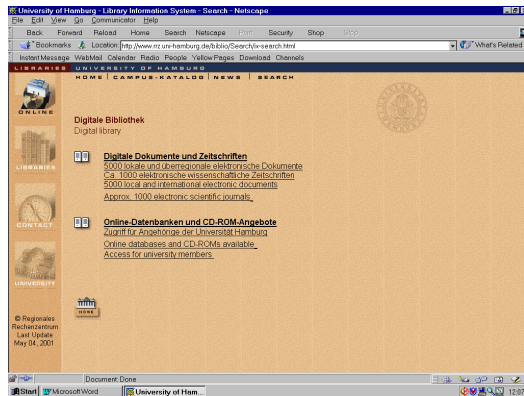 University of Hamburg - Library Information System - Search - Netscape
File Edit View Go Communicator Help
Back Forward Reload Home Search Netscape Print Security Shop Stop
Bookmarks Location: http://www.rrz.uni-hamburg.de/biblio/Search/ix-search.html What's Related
Instant Message WebMail Calendar Radio People Yellow Pages Download Channels
LIBRARIES UNIVERSITY OF HAMBURG
HOME | CAMPUS-KATALOG | NEWS | SEARCH
ONLINE
Digitale Bibliothek
Digital library
Digitale Dokumente und Zeitschriften
5000 lokale und überregionale elektronische Dokumente
Ca. 1000 elektronische wissenschaftliche Zeitschriften
5000 local and international electronic documents
Approx. 1000 electronic scientific journals
LIBRARIES
Online-Datenbanken und CD-ROM-Angebote
Zugriff für Angehörige der Universität Hamburg
Online databases and CD-ROMs available
Access for university members
CONTACT
UNIVERSITY
HOME
© Regionales
Rechenzentrum
Last Update
May 04, 2001
Document: Done
Start Microsoft Word University of Ham... 12:07